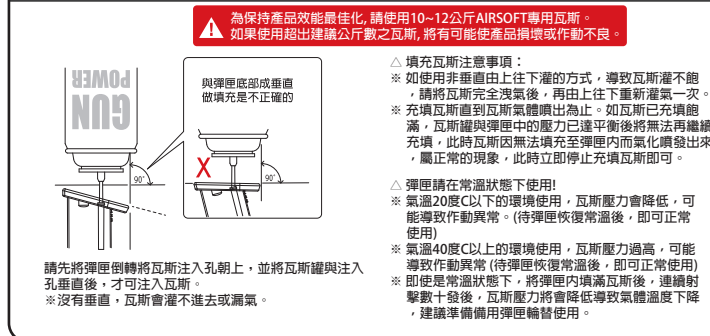 為保持產品效能最佳化, 請使用10~12公斤AIRSOFT專用瓦斯。
如果使用超出建議公斤數之瓦斯, 將有可能使產品損壞或作動不良。
GUN
POWER
與彈匣底部成垂直
做填充是不正確的
X
90°
90°
請先將彈匣倒轉將瓦斯注入孔朝上，並將瓦斯罐與注入
孔垂直後，才可注入瓦斯。
※沒有垂直，瓦斯會灌不進去或漏氣。
△ 填充瓦斯注意事項：
※ 如使用非垂直由上往下灌的方式，導致瓦斯灌不飽
，請將瓦斯完全洩氣後，再由上往下重新灌氣一次。
※ 充填瓦斯直到瓦斯氣體噴出為止。如瓦斯已充填飽
滿，瓦斯罐與彈匣中的壓力已達平衡後將無法再繼續
充填，此時瓦斯因無法填充至彈匣內而氣化噴發出來
，屬正常的現象，此時立即停止充填瓦斯即可。
△ 彈匣請在常溫狀態下使用!
※ 氣溫20度C以下的環境使用，瓦斯壓力會降低，可
能導致作動異常。(待彈匣恢復常溫後，即可正常
使用)
※ 氣溫40度C以上的環境使用，瓦斯壓力過高，可能
導致作動異常 (待彈匣恢復常溫後，即可正常使用)
※ 即使是常溫狀態下，將彈匣內填滿瓦斯後，連續射
擊數十發後，瓦斯壓力將會降低導致氣體溫度下降
，建議準備備用彈匣輪替使用。